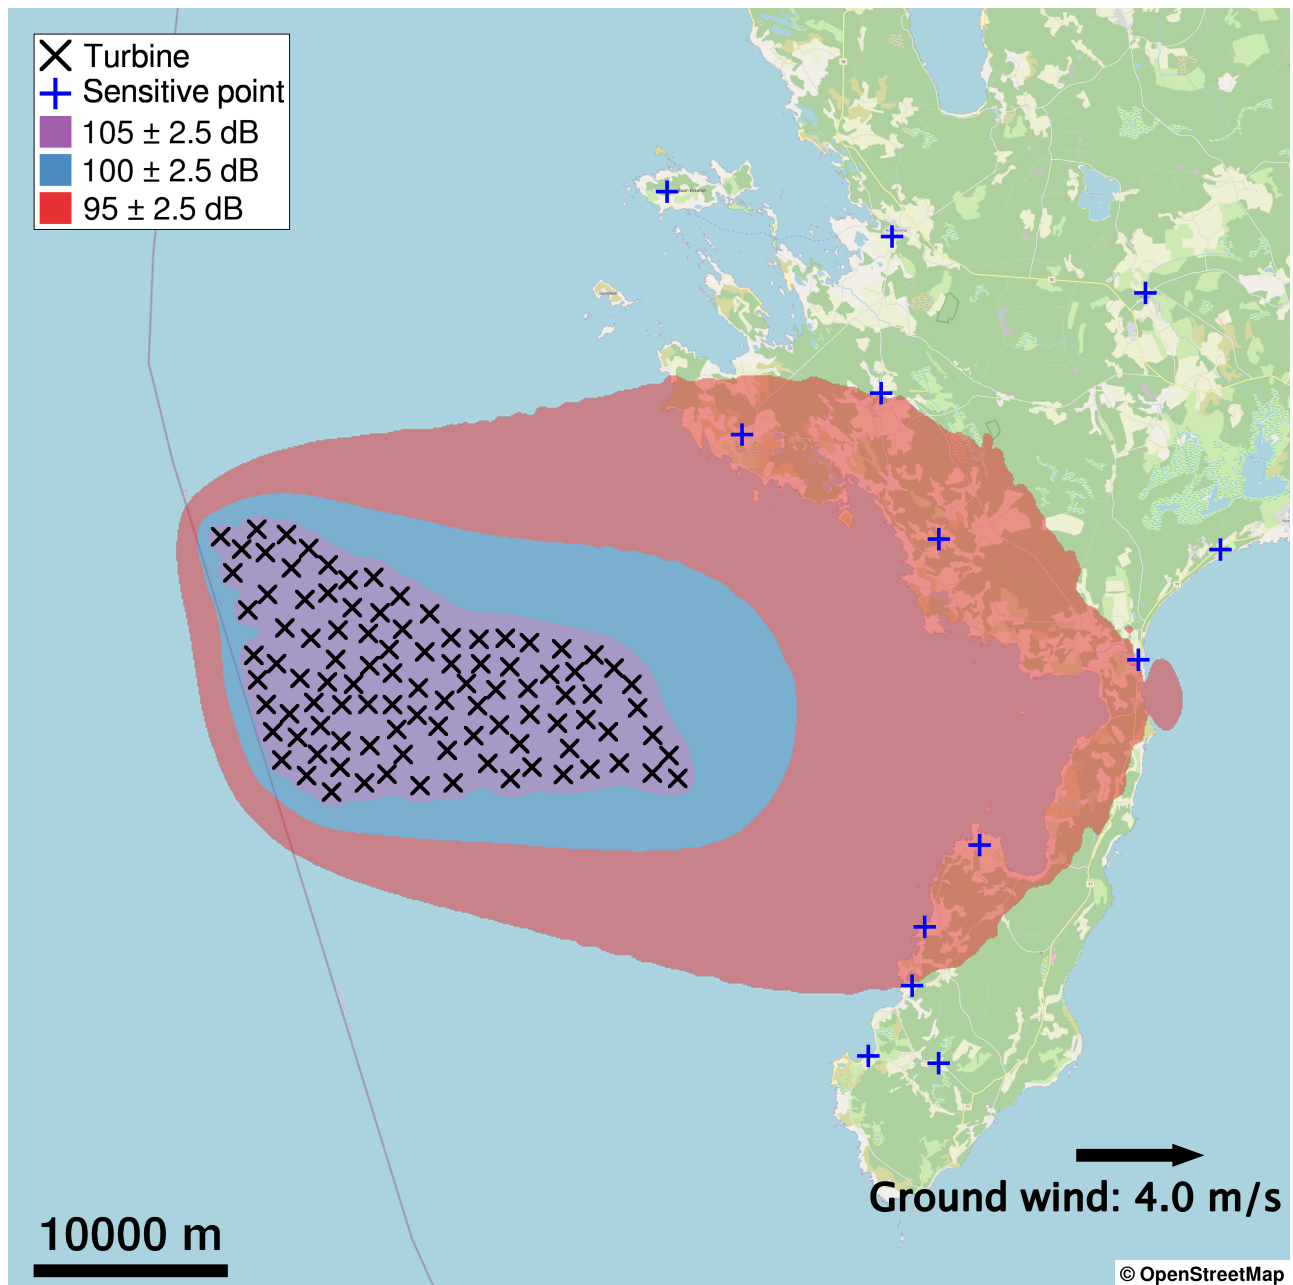 Turbine
Sensitive point
105 ± 2.5 dB
100 ± 2.5 dB
95 ± 2.5 dB
Ground wind: 4.0 m/s
10000 m
© OpenStreetMap